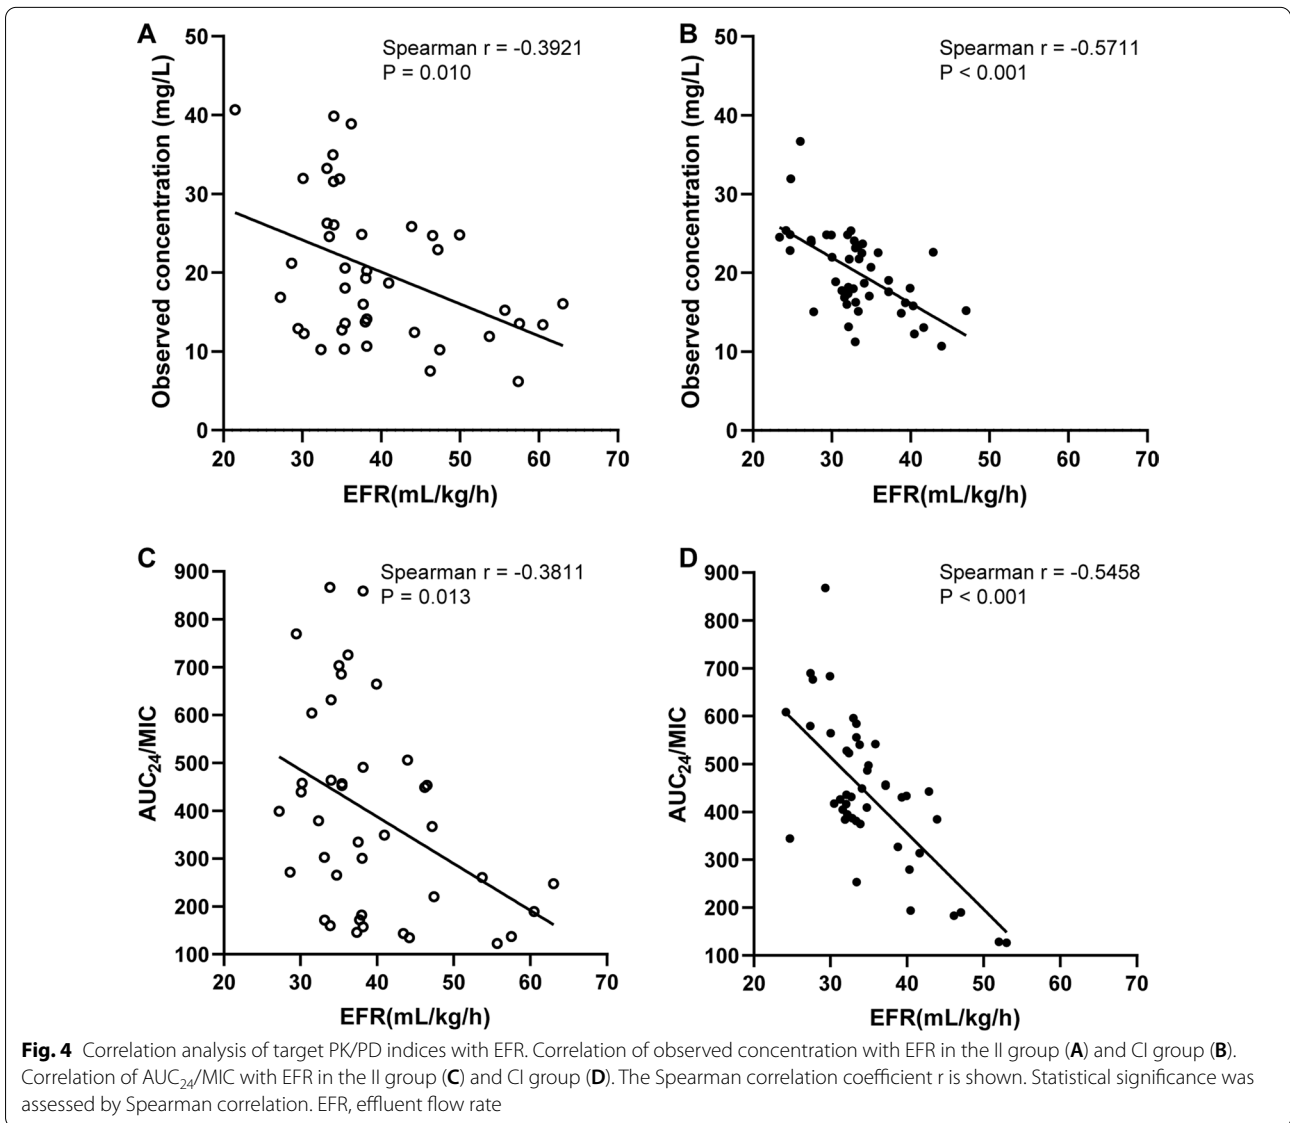 A
Spearman r = -0.3921
P = 0.010
Observed concentration (mg/L)
50
40
30
20
10
0
20 30 40 50 60 70
EFR(mL/kg/h)
B
Spearman r = -0.5711
P < 0.001
Observed concentration (mg/L)
50
40
30
20
10
0
20 30 40 50 60 70
EFR(mL/kg/h)
C
Spearman r = -0.3811
P = 0.013
AUC24/MIC
900
800
700
600
500
400
300
200
100
20 30 40 50 60 70
EFR(mL/kg/h)
D
Spearman r = -0.5458
P < 0.001
AUC24/MIC
900
800
700
600
500
400
300
200
100
20 30 40 50 60 70
EFR(mL/kg/h)
Fig. 4 Correlation analysis of target PK/PD indices with EFR. Correlation of observed concentration with EFR in the II group (A) and CI group (B).
Correlation of AUC24/MIC with EFR in the II group (C) and CI group (D). The Spearman correlation coefficient r is shown. Statistical significance was
assessed by Spearman correlation. EFR, effluent flow rate